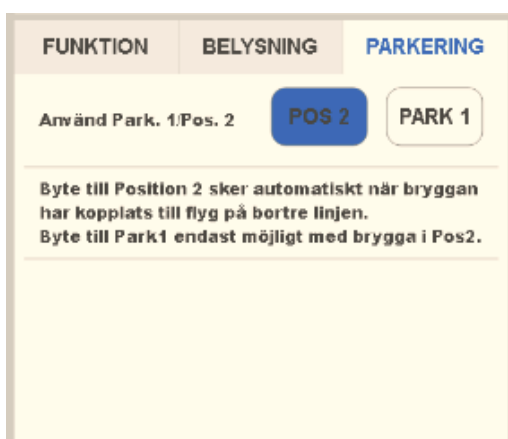 FUNKTION BELYSNING PARKERING
Använd Park. 1/Pos. 2 POS 2 PARK 1
Byte till Position 2 sker automatiskt när bryggan
har kopplats till flyg på bortre linjen.
Byte till Park1 endast möjligt med brygga i Pos2.